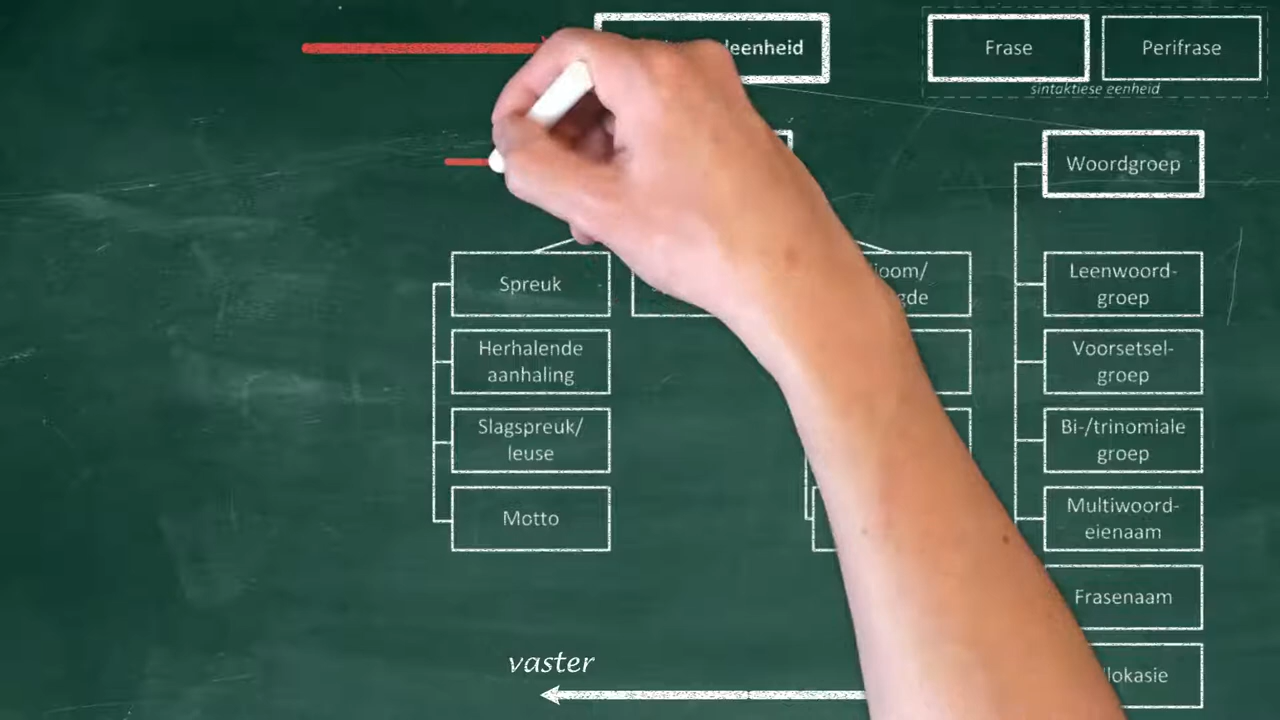 Frase
Perifrase
sintaktiese eenheid
Woordgroep
Spreuk
Leenwoord-
groep
Herhalende
aanhaling
Voorsetsel-
groep
Slagspreuk/
leuse
Bi-/trinomiale
groep
Motto
Multiwoord-
eienaam
Frasenaam
vaster